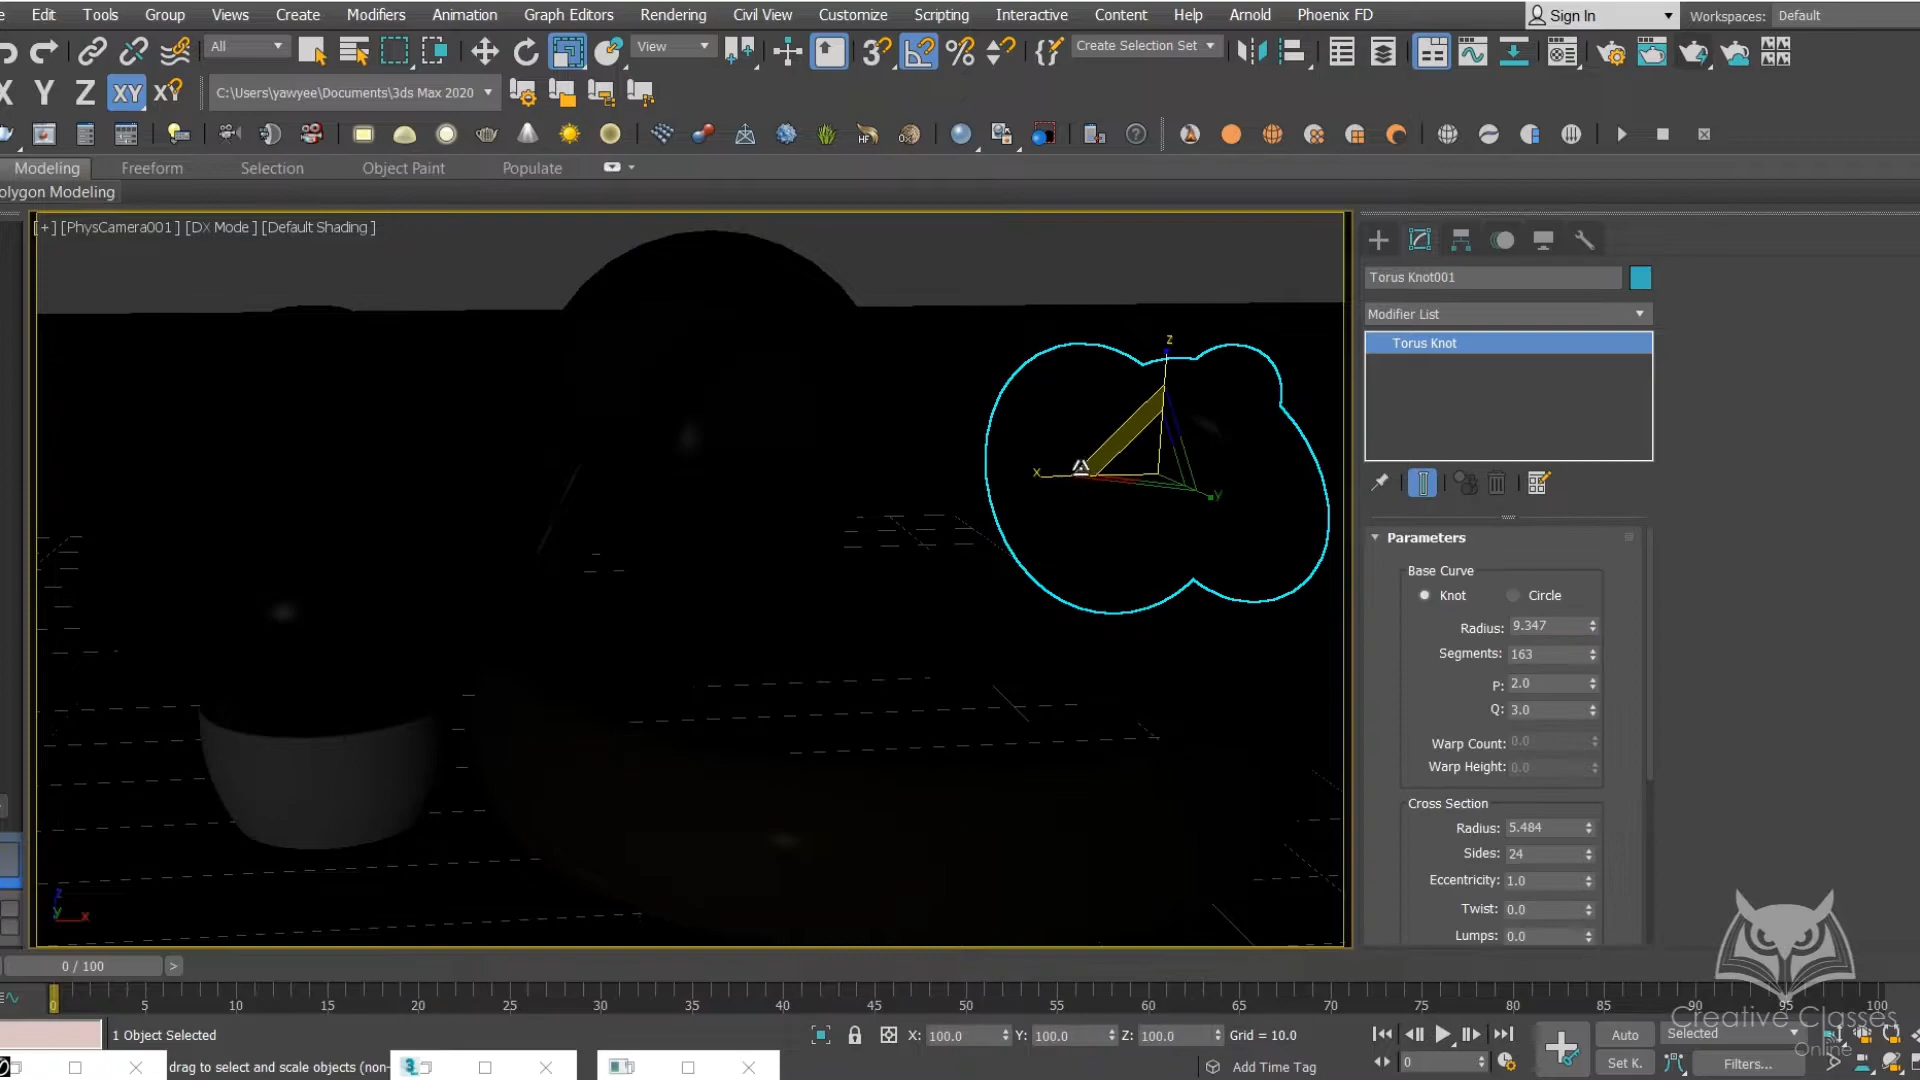 Edit Tools Group Views Create Modifiers Animation Graph Editors Rendering Civil View Customize Scripting Interactive Content Help Arnold Phoenix FD Sign In Workspaces: Default
All View Create Selection Set
X Y Z XY XY C:\Users\yawyee\Documents\3ds Max 2020
Modeling Freeform Selection Object Paint Populate
olygon Modeling
[+] [PhysCamera001] [DX Mode] [Default Shading]
Torus Knot001
Modifier List
Torus Knot
z
x
y
Parameters
Base Curve
Knot Circle
Radius: 9.347
Segments: 163
P: 2.0
Q: 3.0
Warp Count: 0.0
Warp Height: 0.0
Cross Section
Radius: 5.484
Sides: 24
Eccentricity: 1.0
Twist: 0.0
Lumps: 0.0
z
y x
0 / 100 >
0 5 10 15 20 25 30 35 40 45 50 55 60 65 70 75 80 85 90 95 100
Creative Classes
Online
1 Object Selected X: 100.0 Y: 100.0 Z: 100.0 Grid = 10.0 Auto Selected
drag to select and scale objects (non- Add Time Tag 0 Set K. Filters...